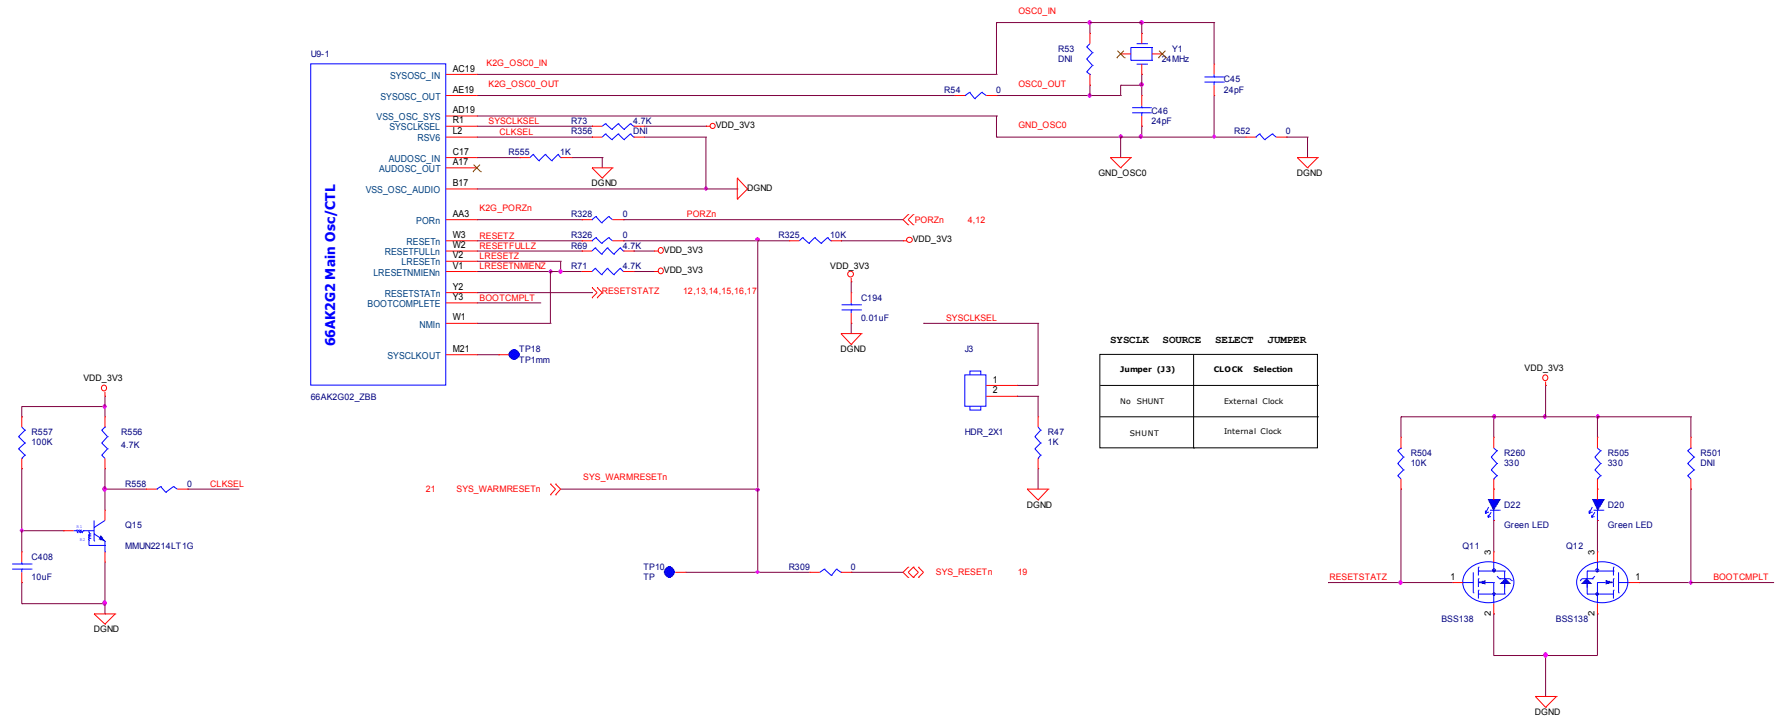 OSC0_IN
U9-1
66AK2G2 Main Osc/CTL
66AK2G02_ZBB
SYSOSC_IN AC19 K2G_OSC0_IN
SYSOSC_OUT AE19 K2G_OSC0_OUT
R54 0 OSC0_OUT
VSS_OSC_SYS AD19
GND_OSC0
SYSCLKSEL R1 SYSCLKSEL R73 4.7K VDD_3V3
RSV6 L2 CLKSEL R356 DNI
AUDOSC_IN C17 R555 1K
AUDOSC_OUT A17
DGND
VSS_OSC_AUDIO B17 DGND
PORn AA3 K2G_PORZn R328 0 PORZn PORZn 4,12
RESETn W3 RESETZ R326 0 R325 10K VDD_3V3
RESETFULLn W2 RESETFULLZ R69 4.7K VDD_3V3
LRESETn V2 LRESETZ
LRESETNMIENn V1 LRESETNMIENZ R71 4.7K VDD_3V3
RESETSTATn Y2 RESETSTATZ 12,13,14,15,16,17
BOOTCOMPLETE Y3 BOOTCMPLT
NMIn W1
SYSCLKOUT M21 TP18
TP1mm
R53
DNI
Y1
24MHz
C45
24pF
C46
24pF
R52 0
GND_OSC0
DGND
VDD_3V3
C194
0.01uF
DGND
SYSCLKSEL
J3
1
2
HDR_2X1
R47
1K
DGND
SYSCLK SOURCE SELECT JUMPER
Jumper (J3) CLOCK Selection
No SHUNT External Clock
SHUNT Internal Clock
VDD_3V3
R557
100K
R556
4.7K
R558 0 CLKSEL
R1
R2
Q15
MMUN2214LT1G
C408
10uF
DGND
21 SYS_WARMRESETn SYS_WARMRESETn
TP10
TP
R309 0 SYS_RESETn 19
VDD_3V3
R504
10K
R260
330
R505
330
R501
DNI
D22
Green LED
D20
Green LED
Q11
3
1
2
BSS138
Q12
3
1
2
BSS138
RESETSTATZ
BOOTCMPLT
DGND